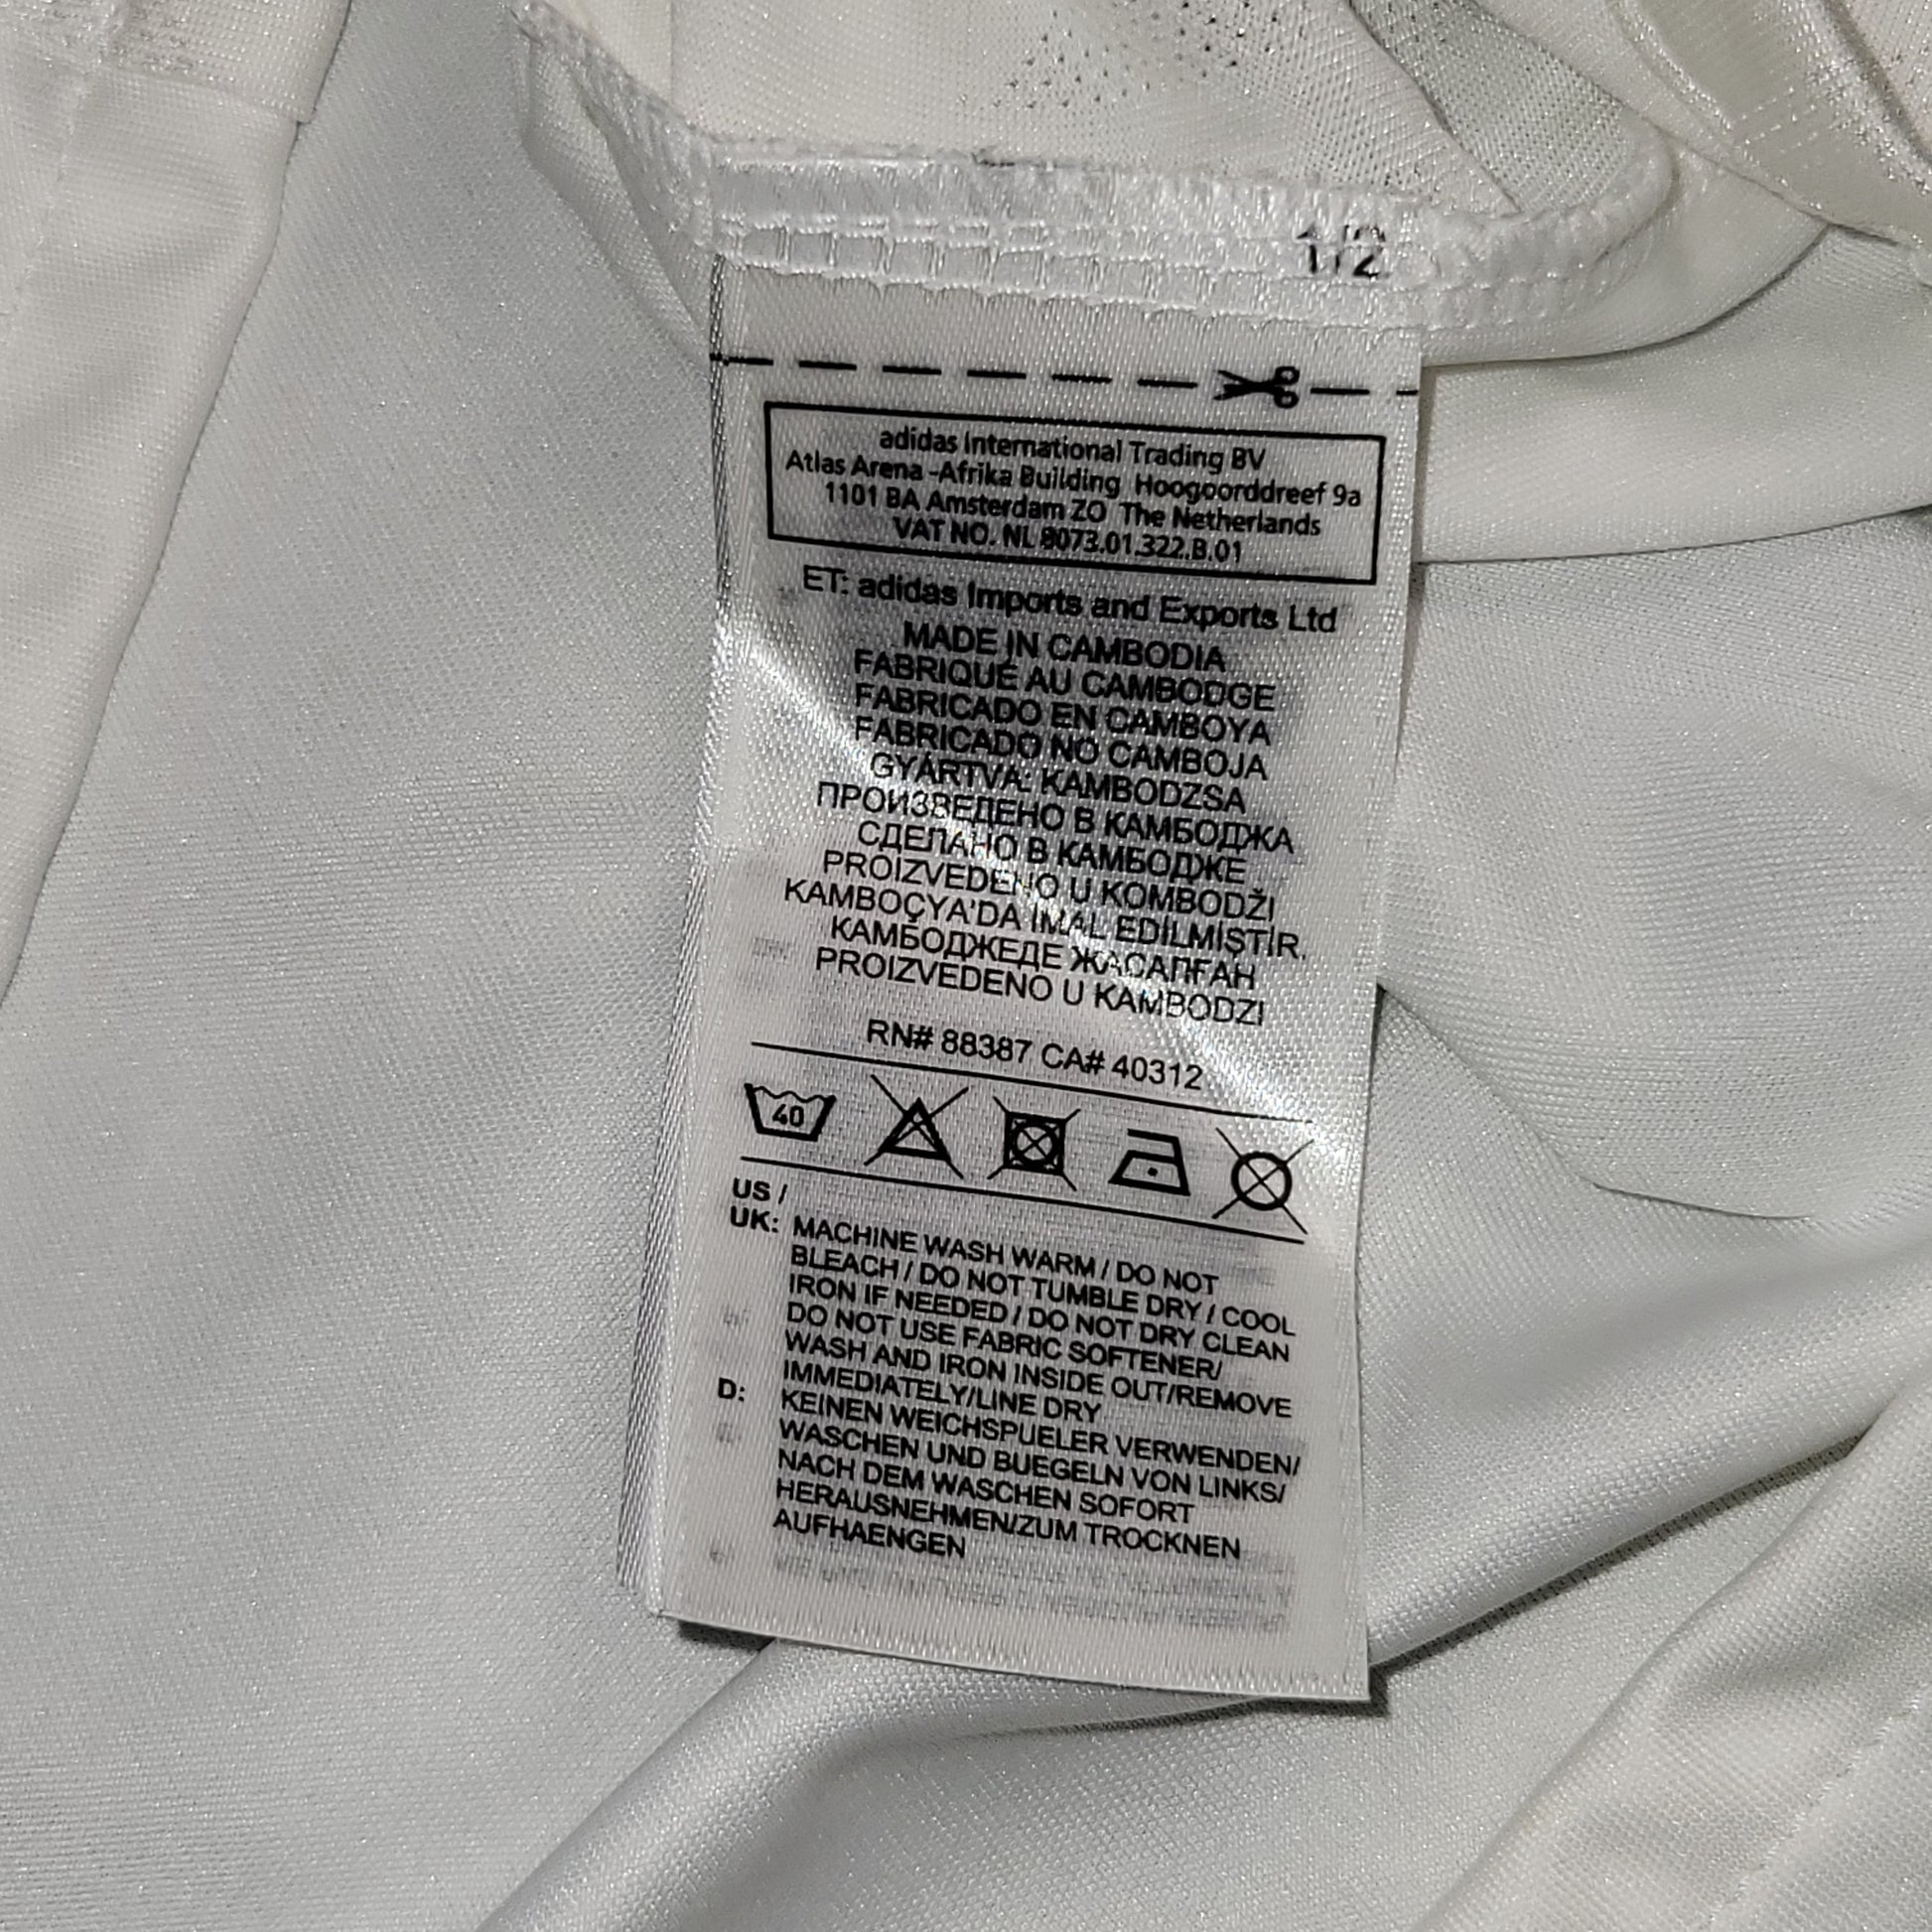 1/2
adidas International Trading BV
Atlas Arena -Afrika Building Hoogoorddreef 9a
1101 BA Amsterdam ZO The Netherlands
VAT NO. NL 8073.01.322.B.01
ET: adidas Imports and Exports Ltd
MADE IN CAMBODIA
FABRIQUÉ AU CAMBODGE
FABRICADO EN CAMBOYA
FABRICADO NO CAMBOJA
GYÁRTVA: KAMBODZSA
ПРОИЗВЕДЕНО В КАМБОДЖА
СДЕЛАНО В КАМБОДЖЕ
PROIZVEDENO U KOMBODŽI
KAMBOÇYA'DA İMAL EDİLMİŞTİR.
КАМБОДЖЕДЕ ЖАСАЛҒАН
PROIZVEDENO U KAMBODZI
RN# 88387 CA# 40312
40
US /
UK: MACHINE WASH WARM / DO NOT
BLEACH / DO NOT TUMBLE DRY / COOL
IRON IF NEEDED / DO NOT DRY CLEAN
DO NOT USE FABRIC SOFTENER/
WASH AND IRON INSIDE OUT/REMOVE
IMMEDIATELY/LINE DRY
D: KEINEN WEICHSPUELER VERWENDEN/
WASCHEN UND BUEGELN VON LINKS/
NACH DEM WASCHEN SOFORT
HERAUSNEHMEN/ZUM TROCKNEN
AUFHAENGEN